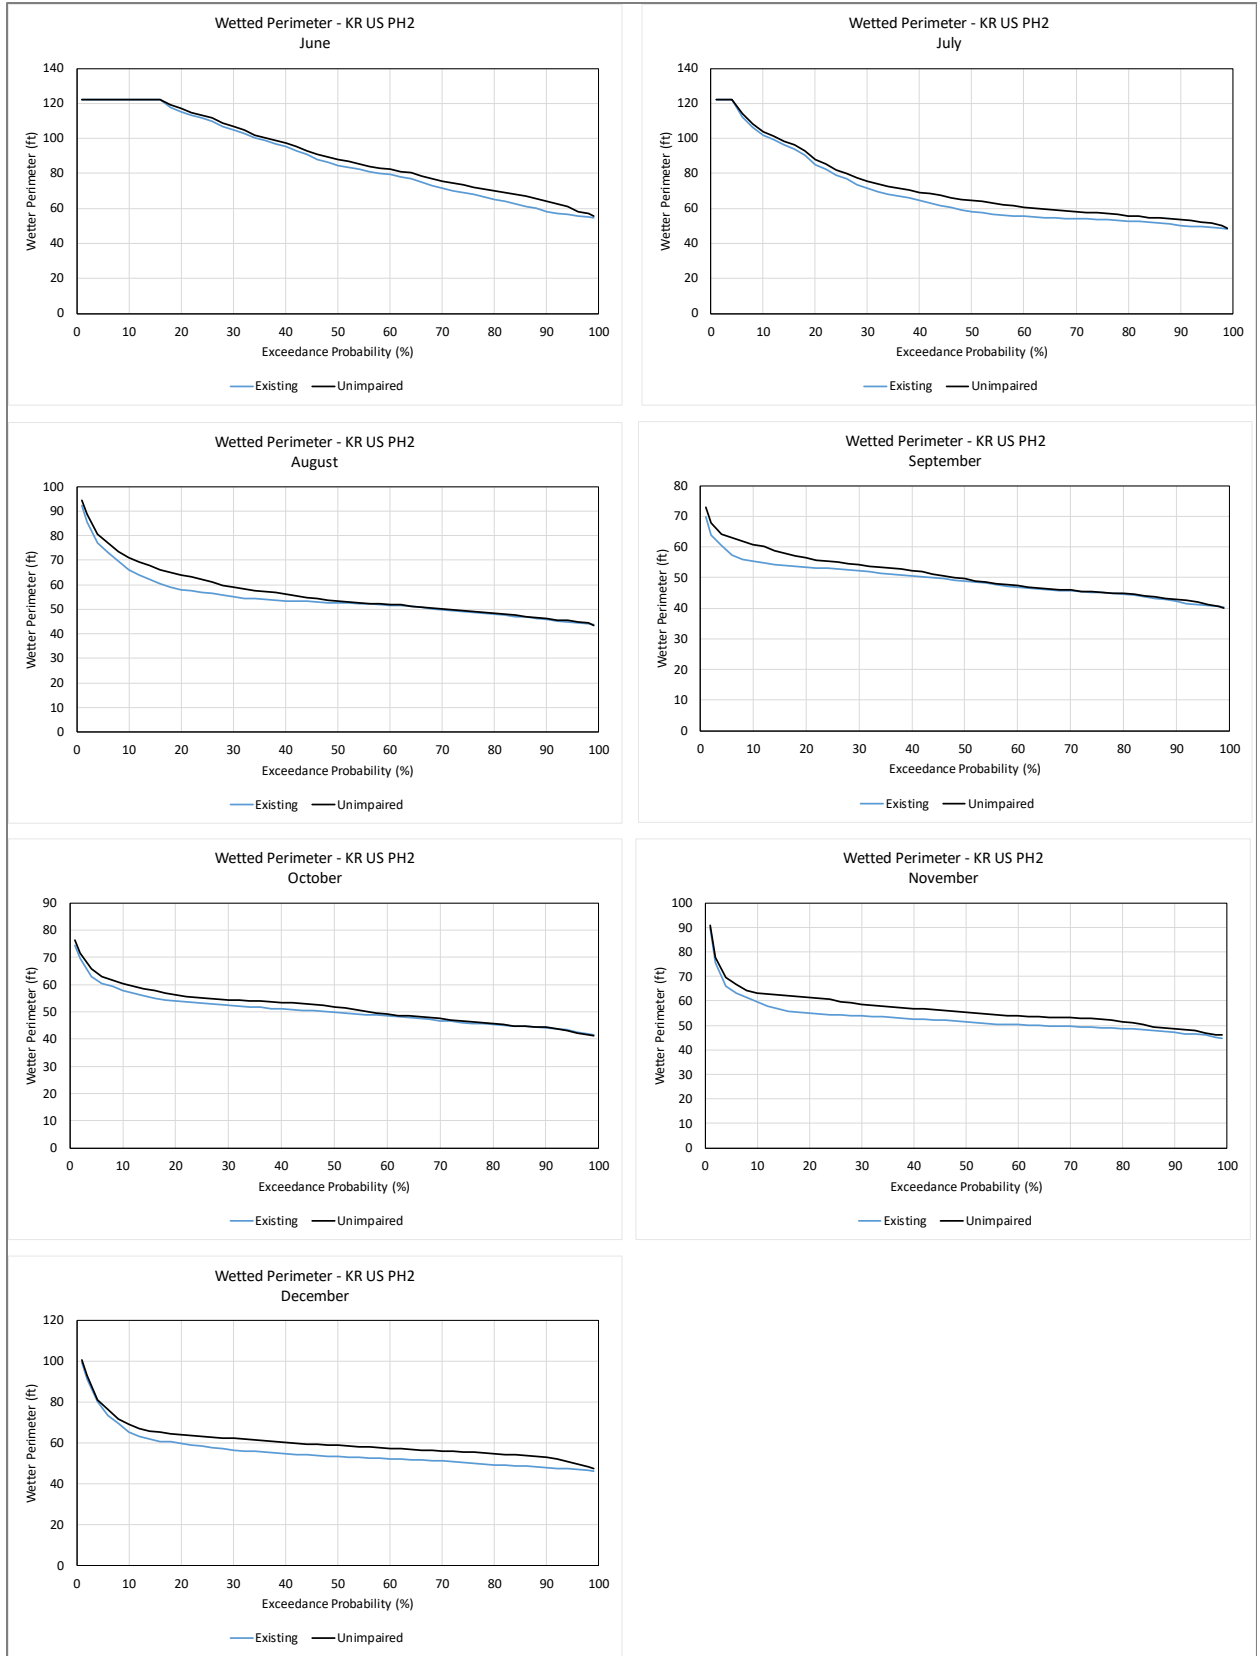 Wetted Perimeter - KR US PH2
June
140
120
100
80
60
40
20
0
0 10 20 30 40 50 60 70 80 90 100
Wetter Perimeter (ft)
Exceedance Probability (%)
Existing Unimpaired
Wetted Perimeter - KR US PH2
July
140
120
100
80
60
40
20
0
0 10 20 30 40 50 60 70 80 90 100
Wetter Perimeter (ft)
Exceedance Probability (%)
Existing Unimpaired
Wetted Perimeter - KR US PH2
August
100
90
80
70
60
50
40
30
20
10
0
0 10 20 30 40 50 60 70 80 90 100
Wetter Perimeter (ft)
Exceedance Probability (%)
Existing Unimpaired
Wetted Perimeter - KR US PH2
September
80
70
60
50
40
30
20
10
0
0 10 20 30 40 50 60 70 80 90 100
Wetter Perimeter (ft)
Exceedance Probability (%)
Existing Unimpaired
Wetted Perimeter - KR US PH2
October
90
80
70
60
50
40
30
20
10
0
0 10 20 30 40 50 60 70 80 90 100
Wetter Perimeter (ft)
Exceedance Probability (%)
Existing Unimpaired
Wetted Perimeter - KR US PH2
November
100
90
80
70
60
50
40
30
20
10
0
0 10 20 30 40 50 60 70 80 90 100
Wetter Perimeter (ft)
Exceedance Probability (%)
Existing Unimpaired
Wetted Perimeter - KR US PH2
December
120
100
80
60
40
20
0
0 10 20 30 40 50 60 70 80 90 100
Wetter Perimeter (ft)
Exceedance Probability (%)
Existing Unimpaired